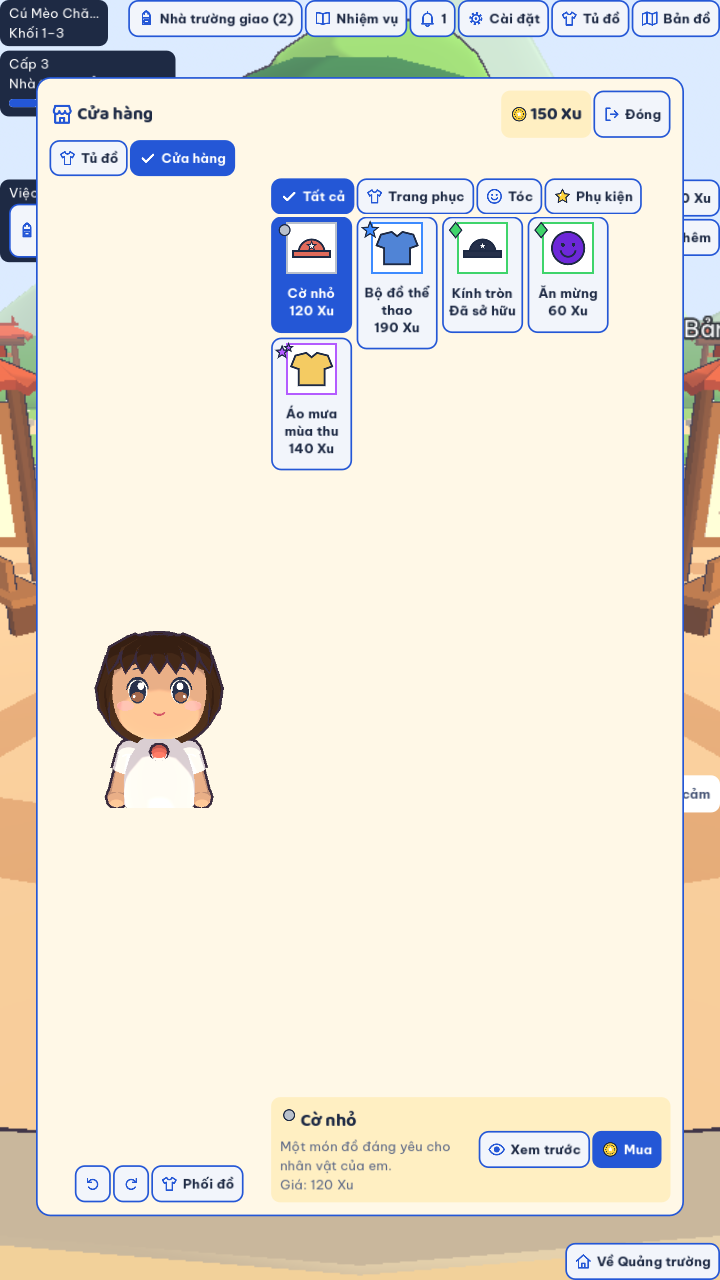 Cú Mèo Chă...
Khối 1–3
Nhà trường giao (2)
Nhiệm vụ
1
Cài đặt
Tủ đồ
Bản đồ
Cấp 3
Nhà
Cửa hàng
150 Xu
Đóng
Tủ đồ
Cửa hàng
Việc
Tất cả
Trang phục
Tóc
Phụ kiện
0 Xu
Cờ nhỏ
120 Xu
Bộ đồ thể
thao
190 Xu
Kính tròn
Đã sở hữu
Ăn mừng
60 Xu
Áo mưa
mùa thu
140 Xu
cảm
Cờ nhỏ
Một món đồ đáng yêu cho
nhân vật của em.
Giá: 120 Xu
Xem trước
Mua
Phối đồ
Về Quảng trường